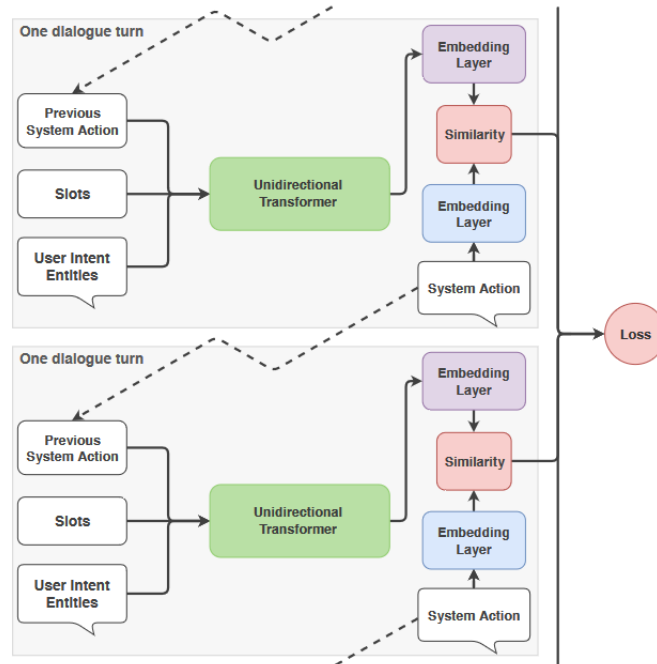 One dialogue turn
Embedding
Layer
Previous
System Action
Similarity
Unidirectional
Transformer
Slots
Embedding
Layer
User Intent
Entities
System Action
Loss
One dialogue turn
Embedding
Layer
Previous
System Action
Similarity
Unidirectional
Transformer
Slots
Embedding
Layer
User Intent
Entities
System Action